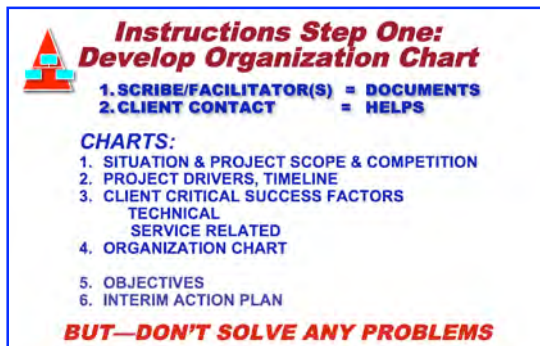 Instructions Step One:
Develop Organization Chart
1. SCRIBE/FACILITATOR(S) = DOCUMENTS
2. CLIENT CONTACT = HELPS
CHARTS:
1. SITUATION & PROJECT SCOPE & COMPETITION
2. PROJECT DRIVERS, TIMELINE
3. CLIENT CRITICAL SUCCESS FACTORS
TECHNICAL
SERVICE RELATED
4. ORGANIZATION CHART
5. OBJECTIVES
6. INTERIM ACTION PLAN
BUT—DON'T SOLVE ANY PROBLEMS